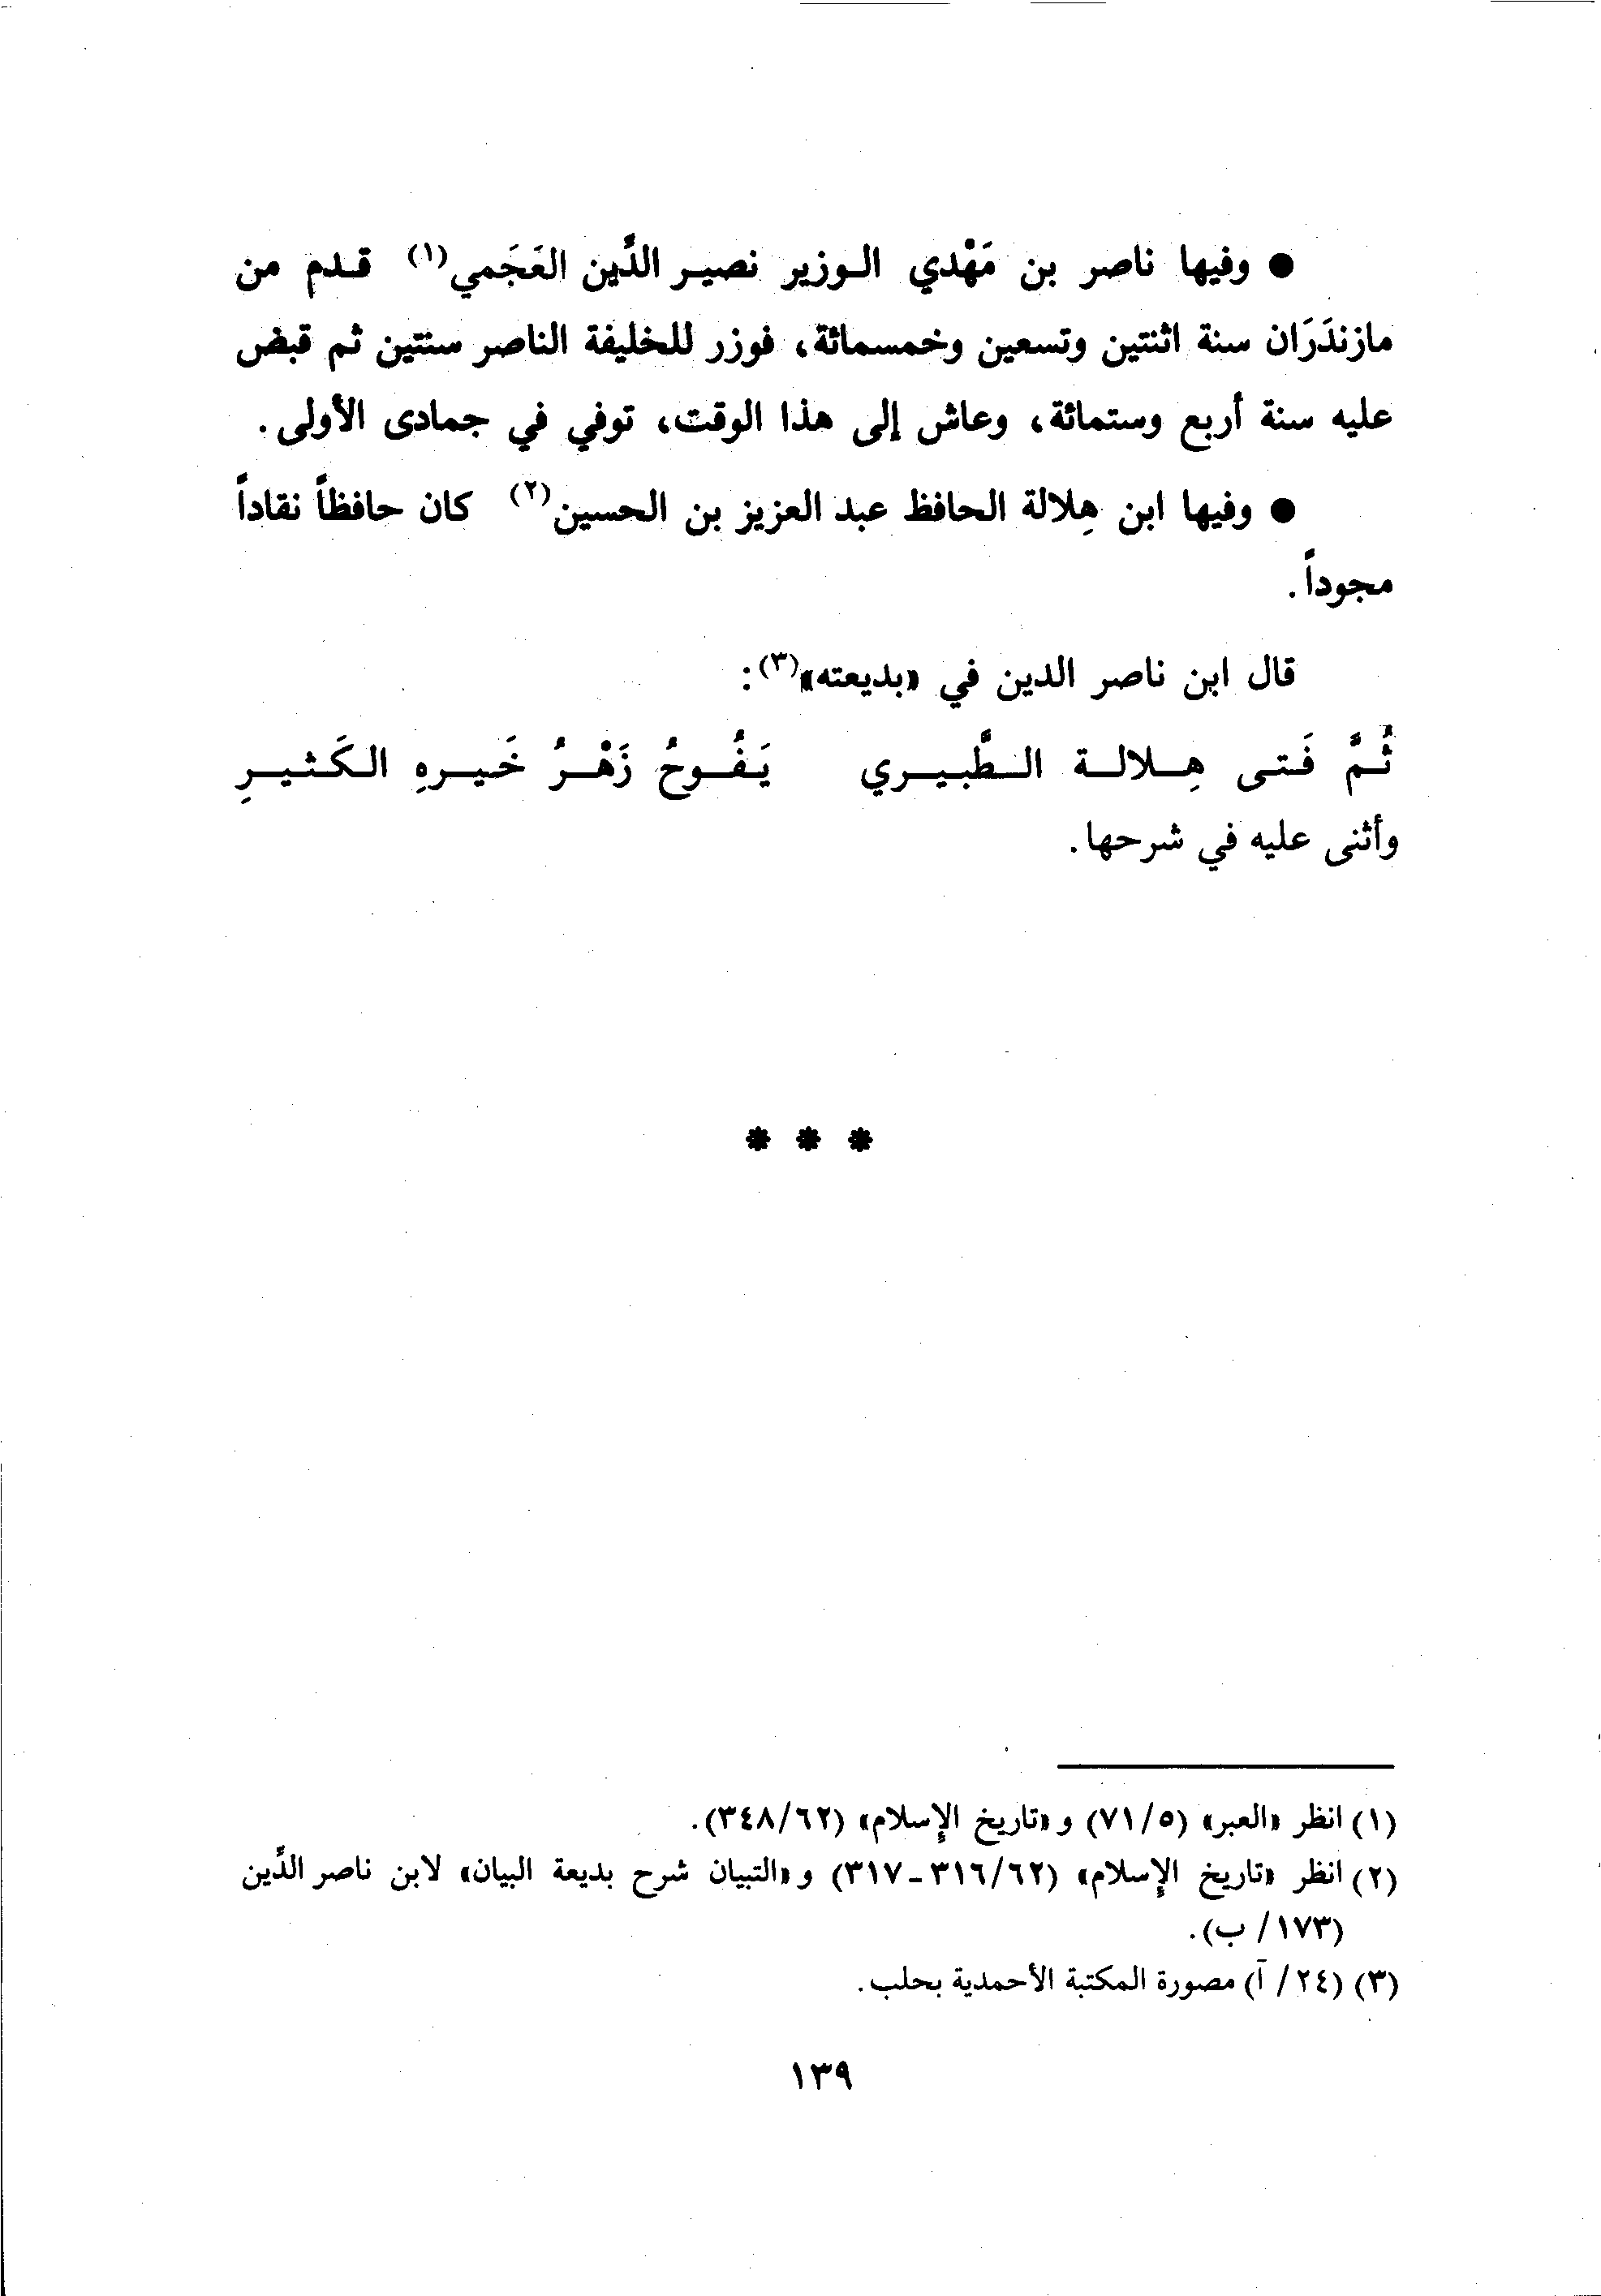 ● وفيها ناصر بن مَهْدي الوزير نصير الدِّين العَجَمي(١) قدم من
مازنذَرَان سنة اثنتين وتسعين وخمسمائة، فوزر للخليفة الناصر سنتين ثم قبض
عليه سنة أربع وستمائة، وعاش إلى هذا الوقت، توفي في جمادى الأولى.
● وفيها ابن هِلالة الحافظ عبد العزيز بن الحسين(٢) كان حافظاً نقاداً
مجوداً.
قال ابن ناصر الدين في «بديعته»(٣):
ثُمَّ فَتى هِلالة الطَّبيري يَفُوحُ زَهْرُ خَيرهِ الكَثيرِ
وأثنى عليه في شرحها.
* * *
(١) انظر «العبر» (٥/٧١) و«تاريخ الإسلام» (٦٢/٣٤٨).
(٢) انظر «تاريخ الإسلام» (٦٢/٣١٦-٣١٧) و«التبيان شرح بديعة البيان» لابن ناصر الدِّين
(١٧٣/ ب).
(٣) (٢٤/ آ) مصورة المكتبة الأحمدية بحلب.
١٣٩